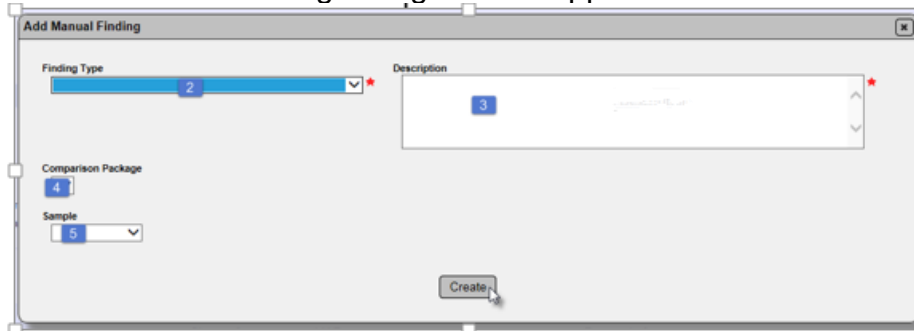 Add Manual Finding
Finding Type
Description
2
3
Comparison Package
4
Sample
5
Create